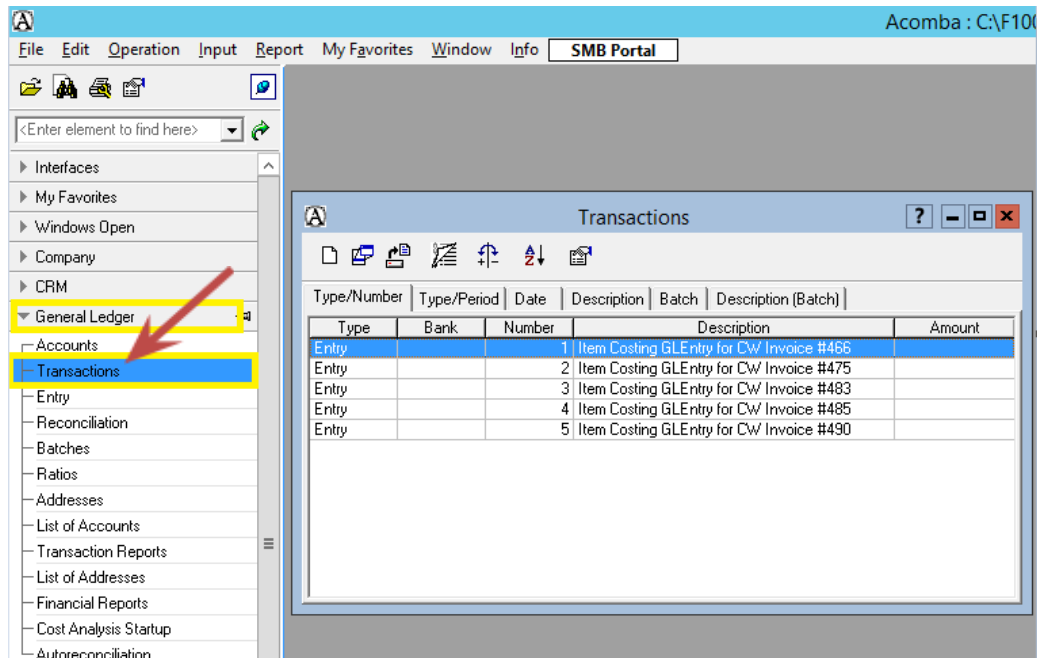 Acomba : C:\F100
File Edit Operation Input Report My Favorites Window Info SMB Portal
<Enter element to find here>
Interfaces
My Favorites
Windows Open
Company
CRM
General Ledger
Accounts
Transactions
Entry
Reconciliation
Batches
Ratios
Addresses
List of Accounts
Transaction Reports
List of Addresses
Financial Reports
Cost Analysis Startup
Autoreconciliation
Transactions
Type/Number Type/Period Date Description Batch Description (Batch)
Type Bank Number Description Amount
Entry 1 Item Costing GLEntry for CW Invoice #466
Entry 2 Item Costing GLEntry for CW Invoice #475
Entry 3 Item Costing GLEntry for CW Invoice #483
Entry 4 Item Costing GLEntry for CW Invoice #485
Entry 5 Item Costing GLEntry for CW Invoice #490